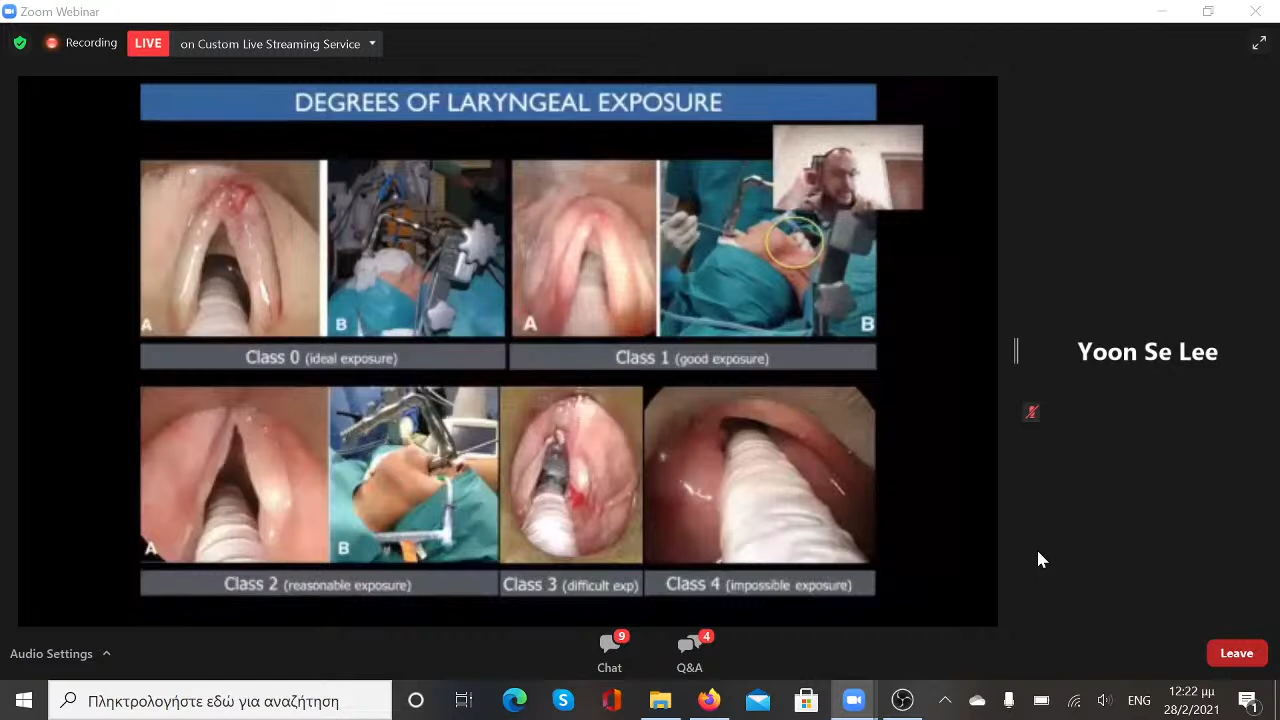 Zoom Webinar
Recording
LIVE
on Custom Live Streaming Service
DEGREES OF LARYNGEAL EXPOSURE
A
B
A
B
Class 0 (ideal exposure)
Class 1 (good exposure)
A
B
Class 2 (reasonable exposure)
Class 3 (difficult exp)
Class 4 (impossible exposure)
Yoon Se Lee
Audio Settings
9
Chat
4
Q&A
Leave
Πληκτρολογήστε εδώ για αναζήτηση
ENG
12:22 μμ
28/2/2021
1